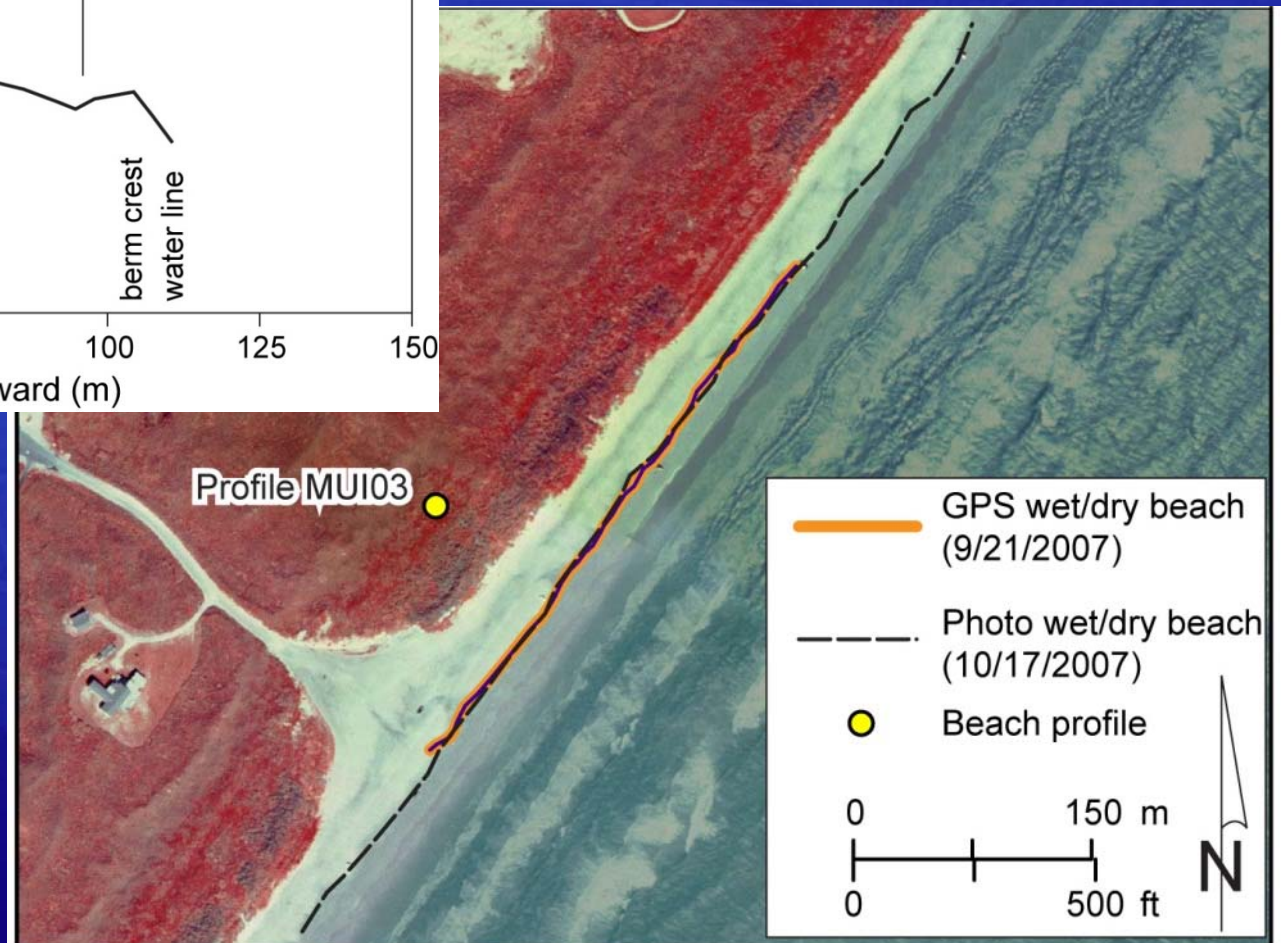 berm crest
water line
100 125 150
ward (m)
Profile MUI03
GPS wet/dry beach
(9/21/2007)
Photo wet/dry beach
(10/17/2007)
Beach profile
0 150 m
0 500 ft
N